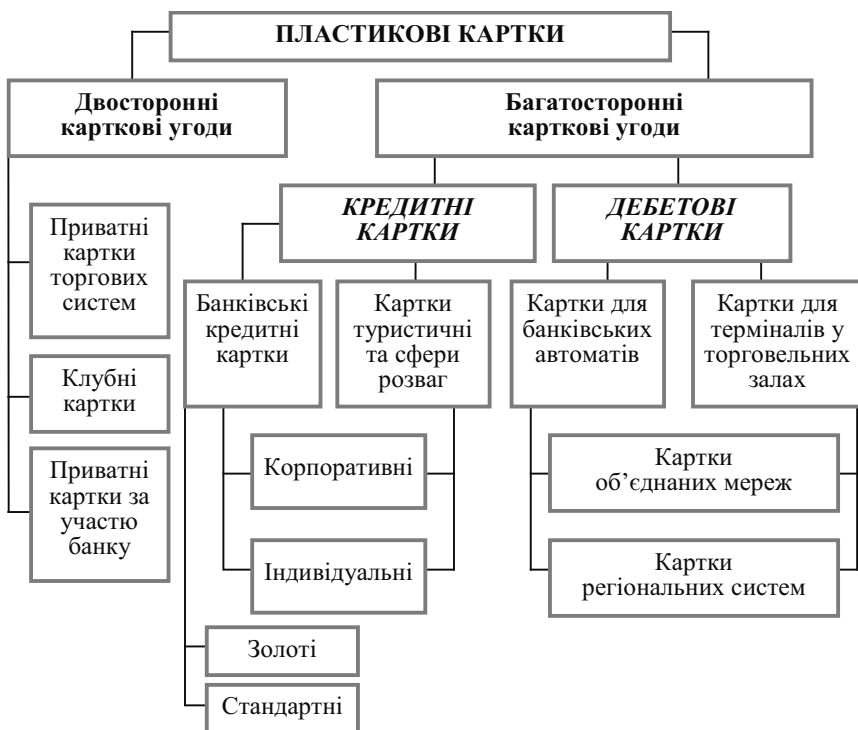 ПЛАСТИКОВІ КАРТКИ
Двосторонні
карткові угоди
Багатосторонні
карткові угоди
КРЕДИТНІ
КАРТКИ
ДЕБЕТОВІ
КАРТКИ
Приватні
картки
торгових
систем
Клубні
картки
Приватні
картки за
участю
банку
Банківські
кредитні
картки
Картки
туристичні
та сфери
розваг
Картки для
банківських
автоматів
Картки для
терміналів у
торговельних
залах
Корпоративні
Індивідуальні
Золоті
Стандартні
Картки
об’єднаних мереж
Картки
регіональних систем